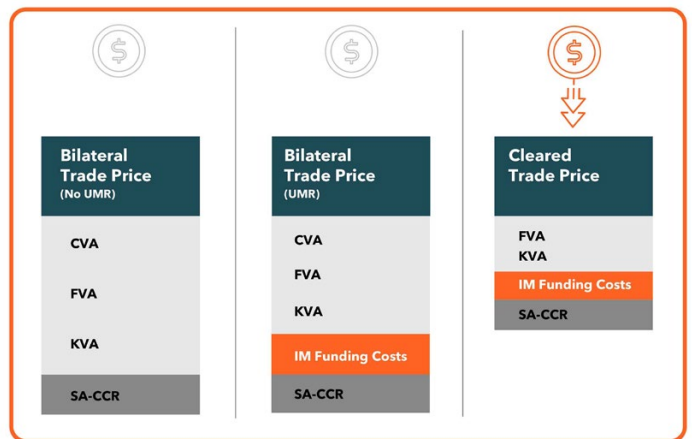 $
$
$
Bilateral
Trade Price
(No UMR)
CVA
FVA
KVA
SA-CCR
Bilateral
Trade Price
(UMR)
CVA
FVA
KVA
IM Funding Costs
SA-CCR
Cleared
Trade Price
FVA
KVA
IM Funding Costs
SA-CCR